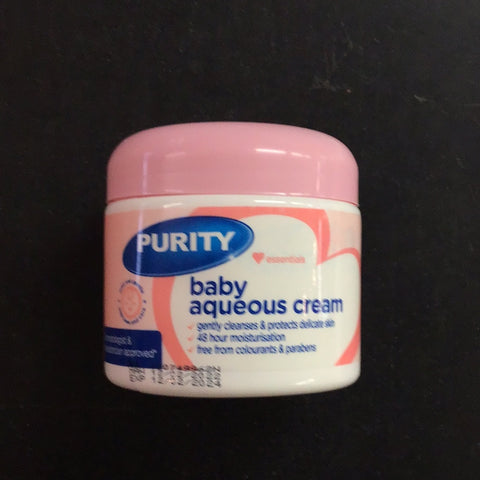 PURITY
essentials
baby
aqueous cream
gently cleanses & protects delicate skin
48 hour moisturisation
free from colourants & parabens
approved*
EXP 12 12 2024